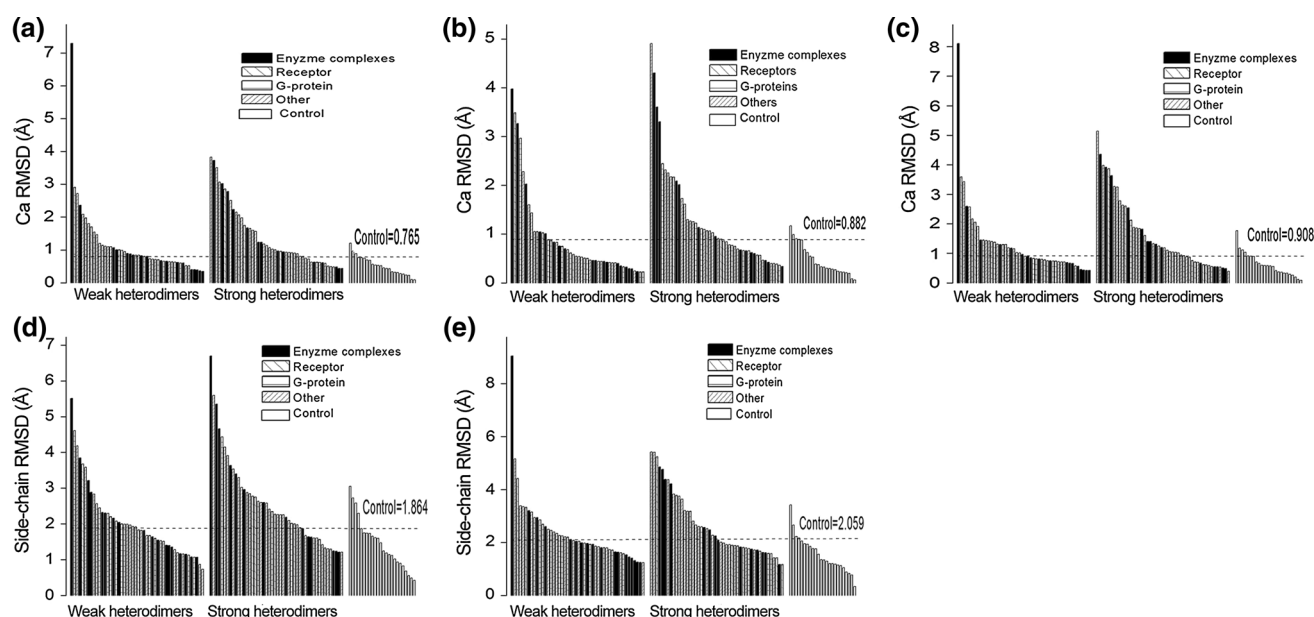 (a)
7
6
5
4
3
2
1
0
Ca RMSD (Å)
Enyzme complexes
Receptor
G-protein
Other
Control
Control=0.765
Weak heterodimers
Strong heterodimers
(b)
5
4
3
2
1
0
Ca RMSD (Å)
Enyzme complexes
Receptors
G-proteins
Others
Control
Control=0.882
Weak heterodimers
Strong heterodimers
(c)
8
7
6
5
4
3
2
1
0
Ca RMSD (Å)
Enyzme complexes
Receptor
G-protein
Other
Control
Control=0.908
Weak heterodimers
Strong heterodimers
(d)
7
6
5
4
3
2
1
0
Side-chain RMSD (Å)
Enyzme complexes
Receptor
G-protein
Other
Control
Control=1.864
Weak heterodimers
Strong heterodimers
(e)
8
6
4
2
0
Side-chain RMSD (Å)
Enyzme complexes
Receptor
G-protein
Other
Control
Control=2.059
Weak heterodimers
Strong heterodimers